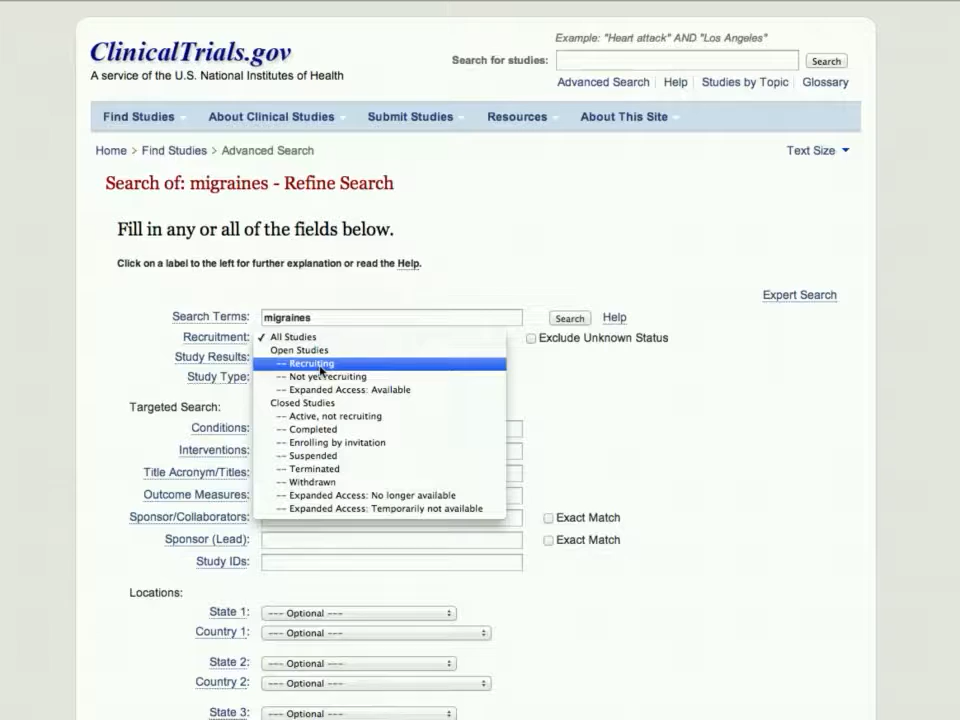 ClinicalTrials.gov
A service of the U.S. National Institutes of Health
Example: "Heart attack" AND "Los Angeles"
Search for studies: Search
Advanced Search Help Studies by Topic Glossary
Find Studies About Clinical Studies Submit Studies Resources About This Site
Home > Find Studies > Advanced Search Text Size
Search of: migraines - Refine Search
Fill in any or all of the fields below.
Click on a label to the left for further explanation or read the Help.
Expert Search
Search Terms: migraines Search Help
Recruitment: ✓ All Studies Exclude Unknown Status
Open Studies
Study Results: -- Recruiting
Study Type: -- Not yet recruiting
-- Expanded Access: Available
Targeted Search: Closed Studies
-- Active, not recruiting
Conditions: -- Completed
Interventions: -- Enrolling by invitation
-- Suspended
Title Acronym/Titles: -- Terminated
-- Withdrawn
Outcome Measures: -- Expanded Access: No longer available
-- Expanded Access: Temporarily not available
Sponsor/Collaborators: Exact Match
Sponsor (Lead): Exact Match
Study IDs:
Locations:
State 1: --- Optional ---
Country 1: --- Optional ---
State 2: --- Optional ---
Country 2: --- Optional ---
State 3: --- Optional ---